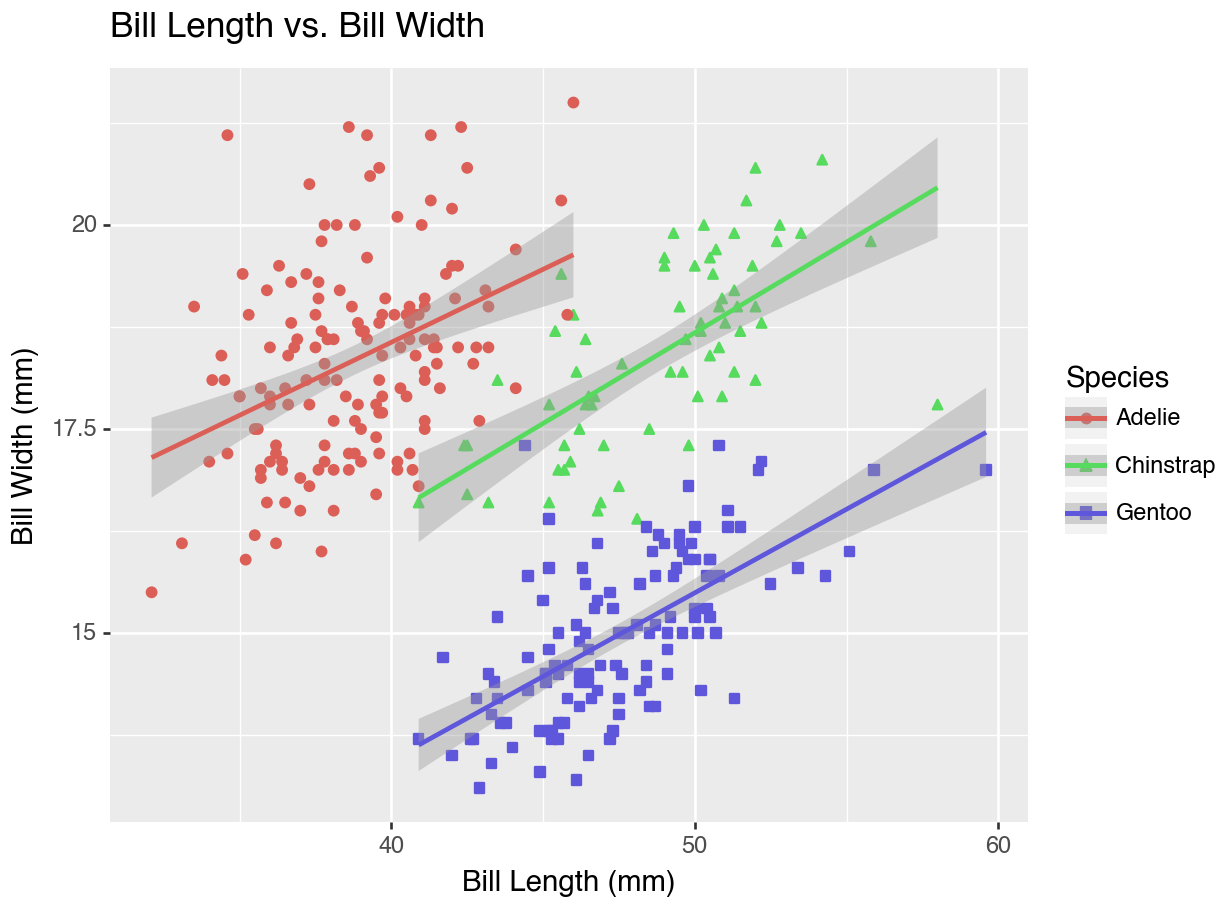 Bill Length vs. Bill Width
Bill Width (mm)
20
17.5
15
40
50
60
Bill Length (mm)
Species
Adelie
Chinstrap
Gentoo